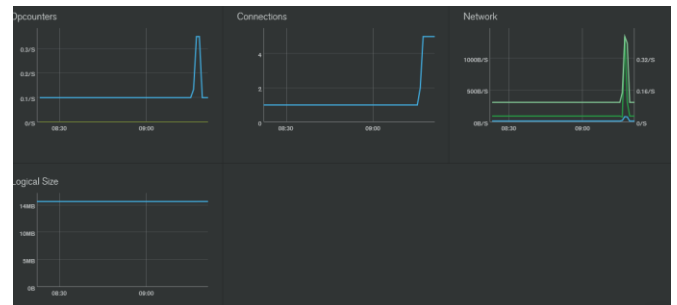 Opcounters
0.3/S
0.2/S
0.1/S
0/S
08:30
09:00
Connections
4
2
0
08:30
09:00
Network
1000B/S
500B/S
0B/S
0.32/S
0.16/S
0/S
08:30
09:00
Logical Size
14MB
10MB
5MB
0B
08:30
09:00